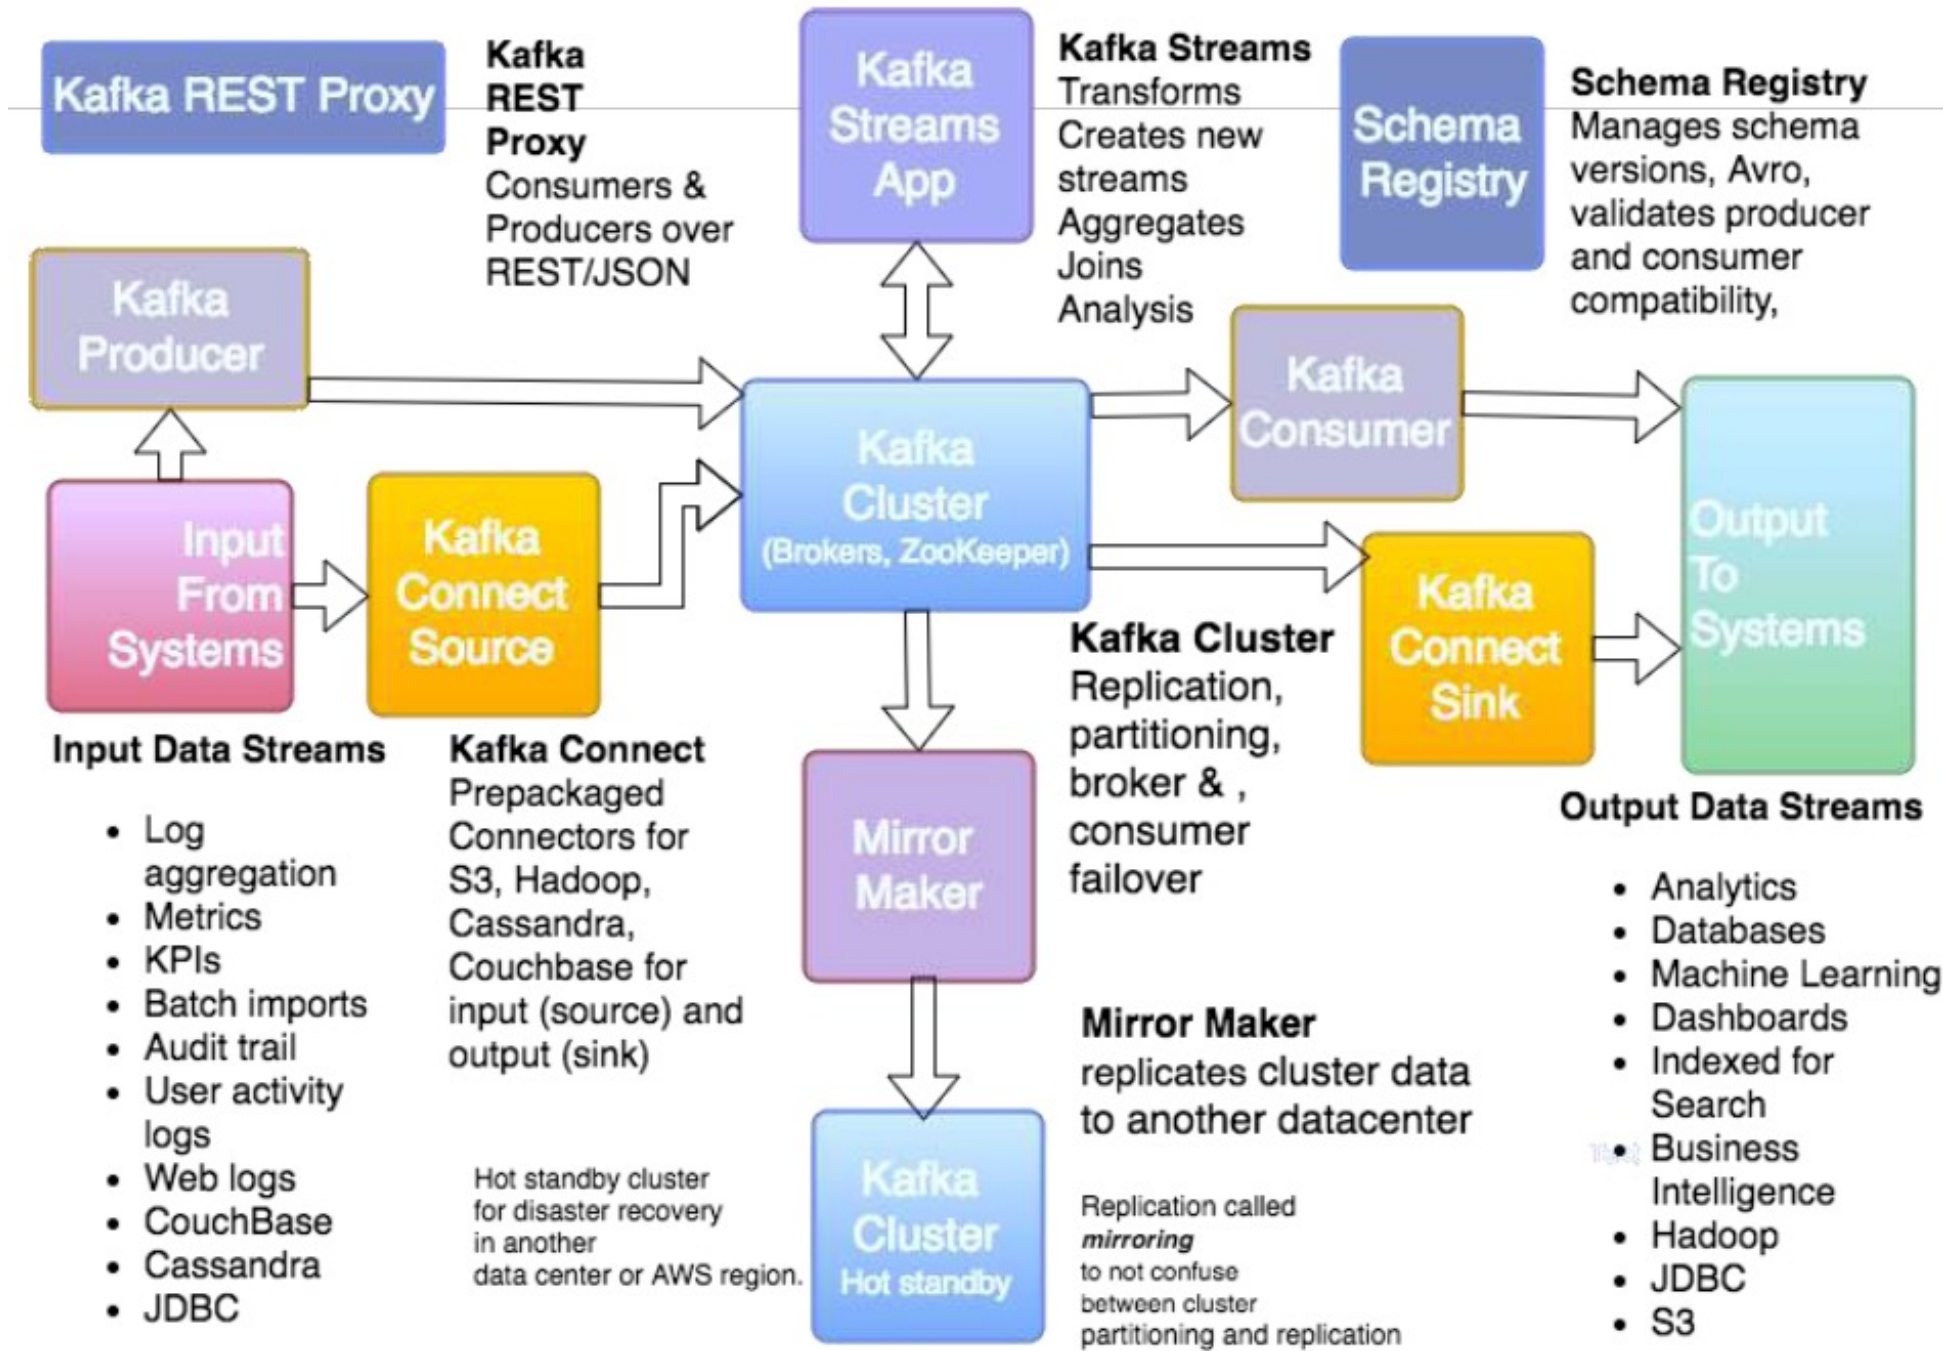 Kafka REST Proxy
Kafka
REST
Proxy
Consumers &
Producers over
REST/JSON
Kafka
Streams
App
Kafka Streams
Transforms
Creates new
streams
Aggregates
Joins
Analysis
Schema
Registry
Schema Registry
Manages schema
versions, Avro,
validates producer
and consumer
compatibility,
Kafka
Producer
Kafka
Cluster
(Brokers, ZooKeeper)
Kafka
Consumer
Input
From
Systems
Kafka
Connect
Source
Kafka
Connect
Sink
Output
To
Systems
Kafka Cluster
Replication,
partitioning,
broker & ,
consumer
failover
Input Data Streams
• Log
aggregation
• Metrics
• KPIs
• Batch imports
• Audit trail
• User activity
logs
• Web logs
• CouchBase
• Cassandra
• JDBC
Kafka Connect
Prepackaged
Connectors for
S3, Hadoop,
Cassandra,
Couchbase for
input (source) and
output (sink)
Mirror
Maker
Mirror Maker
replicates cluster data
to another datacenter
Hot standby cluster
for disaster recovery
in another
data center or AWS region.
Kafka
Cluster
Hot standby
Replication called
mirroring
to not confuse
between cluster
partitioning and replication
Output Data Streams
• Analytics
• Databases
• Machine Learning
• Dashboards
• Indexed for
Search
• Business
Intelligence
• Hadoop
• JDBC
• S3